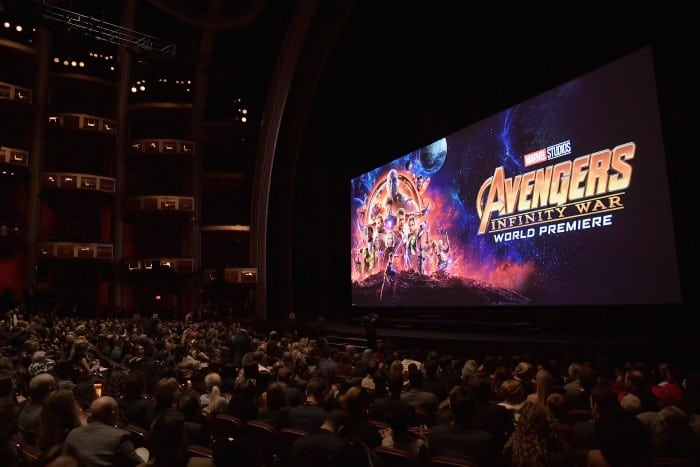 MARVEL STUDIOS
AVENGERS
INFINITY WAR
WORLD PREMIERE